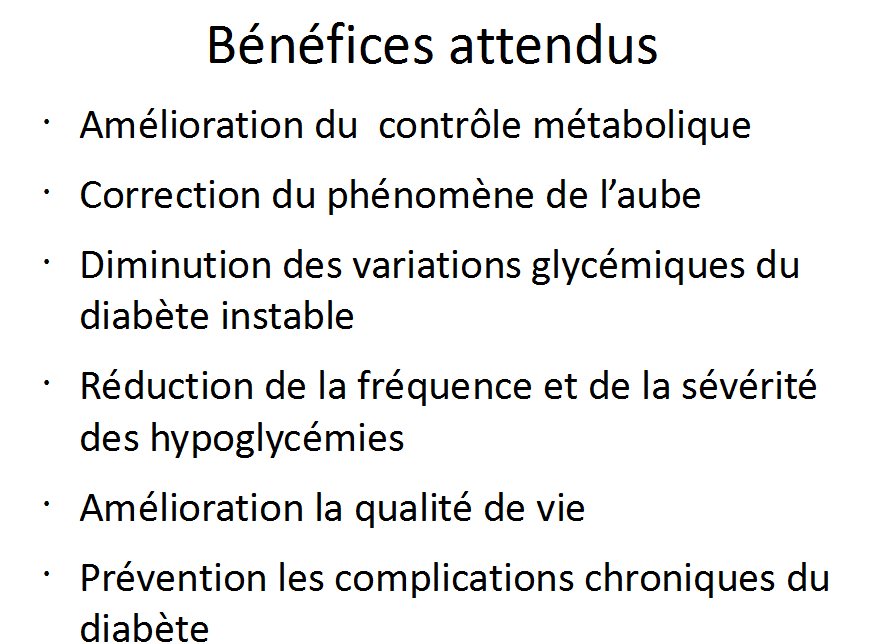 Bénéfices attendus
· Amélioration du  contrôle métabolique
· Correction du phénomène de l’aube
· Diminution des variations glycémiques du
diabète instable
· Réduction de la fréquence et de la sévérité
des hypoglycémies
· Amélioration la qualité de vie
· Prévention les complications chroniques du
diabète